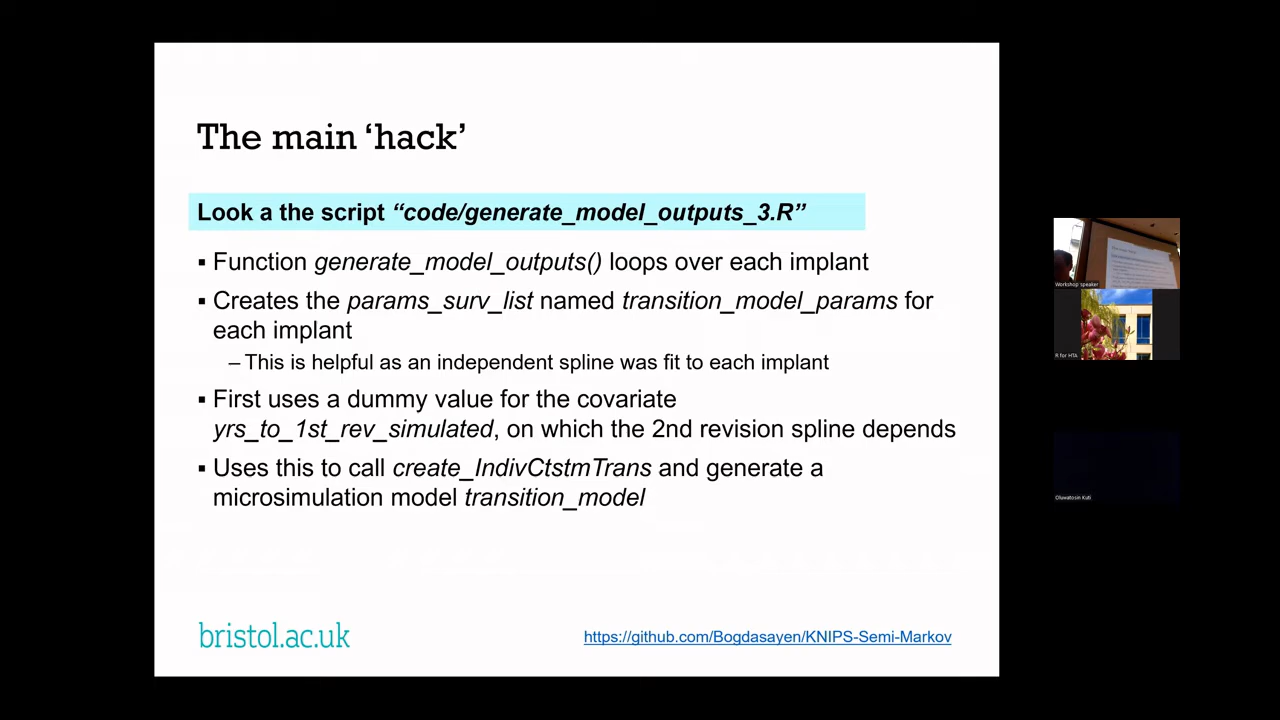 The main ‘hack’
Look a the script “code/generate_model_outputs_3.R”
▪ Function generate_model_outputs() loops over each implant
▪ Creates the params_surv_list named transition_model_params for
each implant
– This is helpful as an independent spline was fit to each implant
▪ First uses a dummy value for the covariate
yrs_to_1st_rev_simulated, on which the 2nd revision spline depends
▪ Uses this to call create_IndivCtstmTrans and generate a
microsimulation model transition_model
bristol.ac.uk
https://github.com/Bogdasayen/KNIPS-Semi-Markov
Workshop speaker
R for HTA
Oluwatosin Kuti